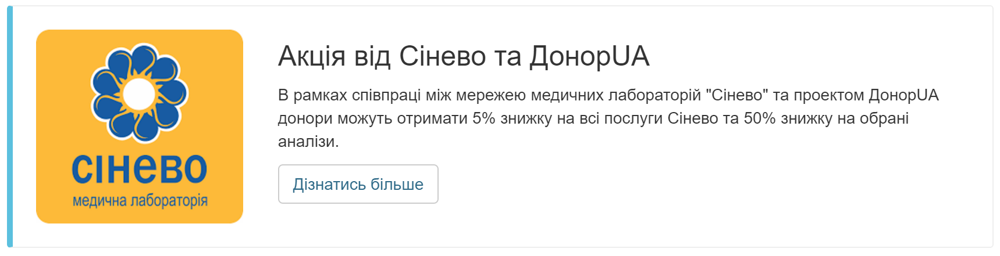 сінево
медична лабораторія
Акція від Сінево та ДонорUA
В рамках співпраці між мережею медичних лабораторій "Сінево" та проектом ДонорUA
донори можуть отримати 5% знижку на всі послуги Сінево та 50% знижку на обрані
аналізи.
Дізнатись більше